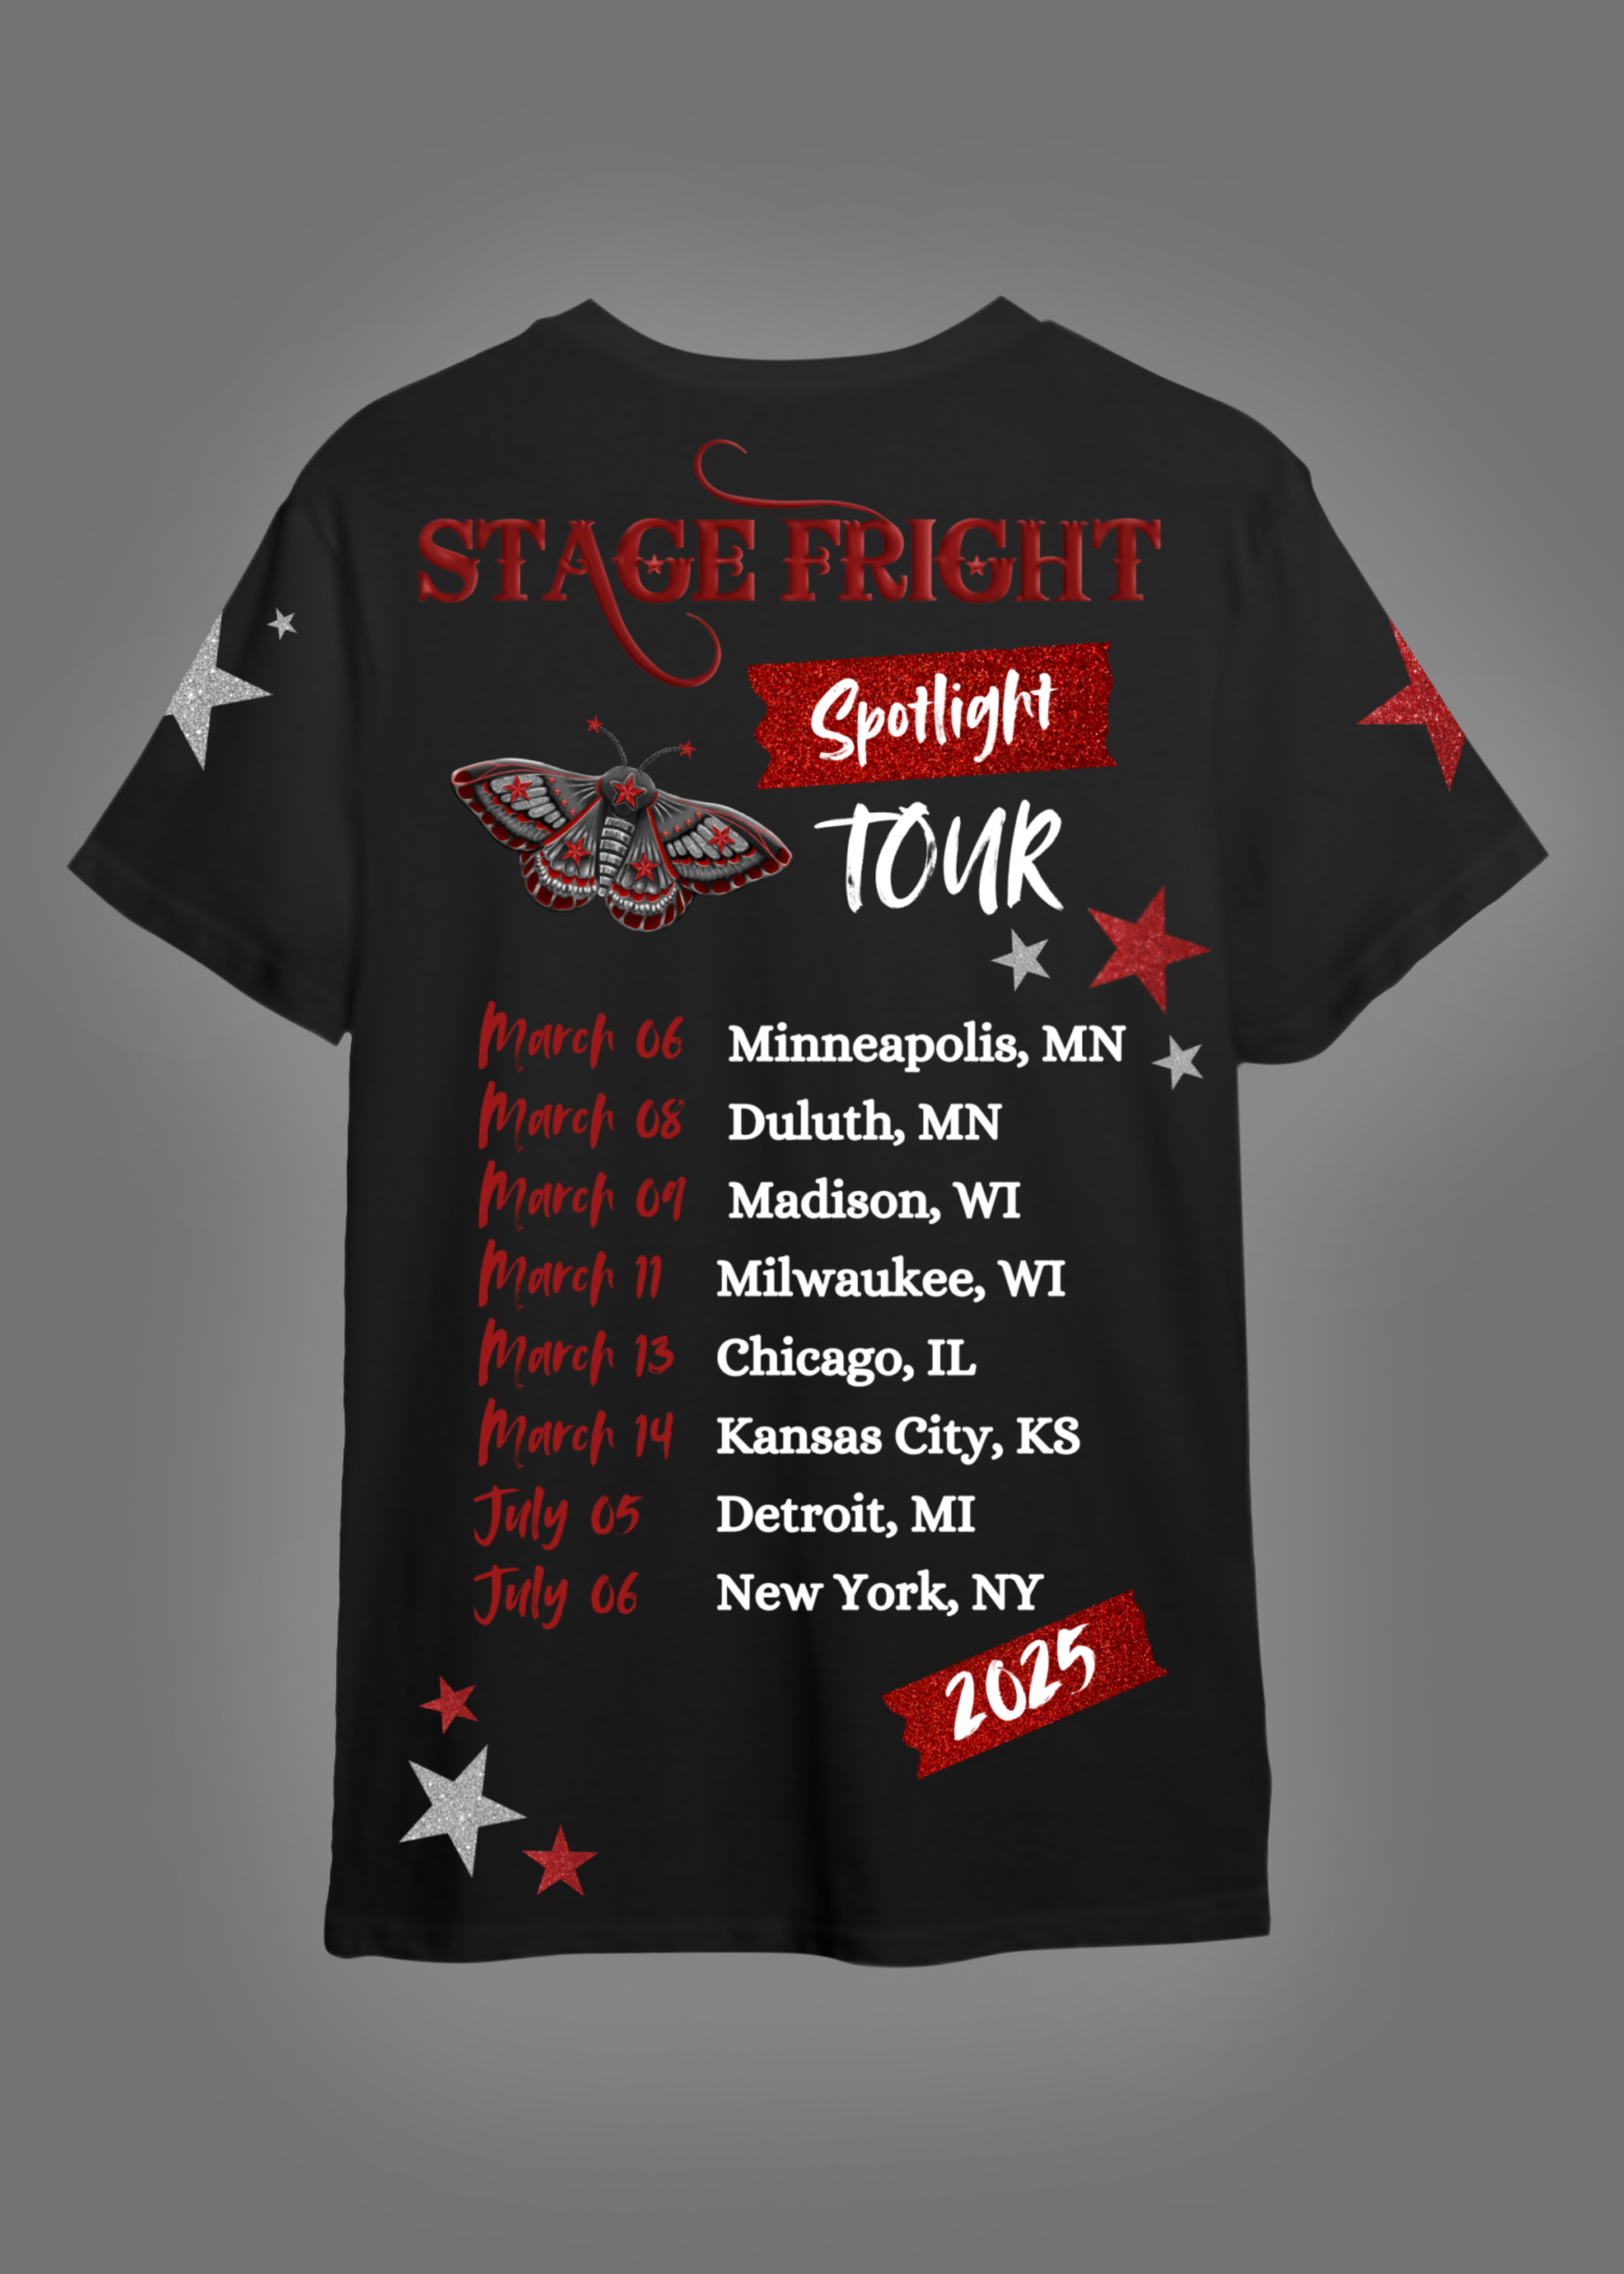 STAGE FRIGHT
Spotlight
TOUR
March 06 Minneapolis, MN
March 08 Duluth, MN
March 09 Madison, WI
March 11 Milwaukee, WI
March 13 Chicago, IL
March 14 Kansas City, KS
July 05 Detroit, MI
July 06 New York, NY
2025